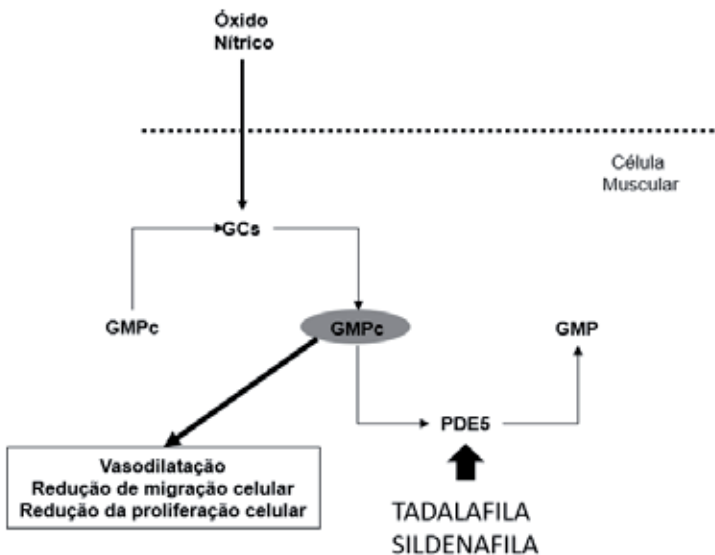 Óxido
Nítrico
Célula
Muscular
GCs
GMPc
GMPc
GMP
PDE5
Vasodilatação
Redução de migração celular
Redução da proliferação celular
TADALAFILA
SILDENAFILA